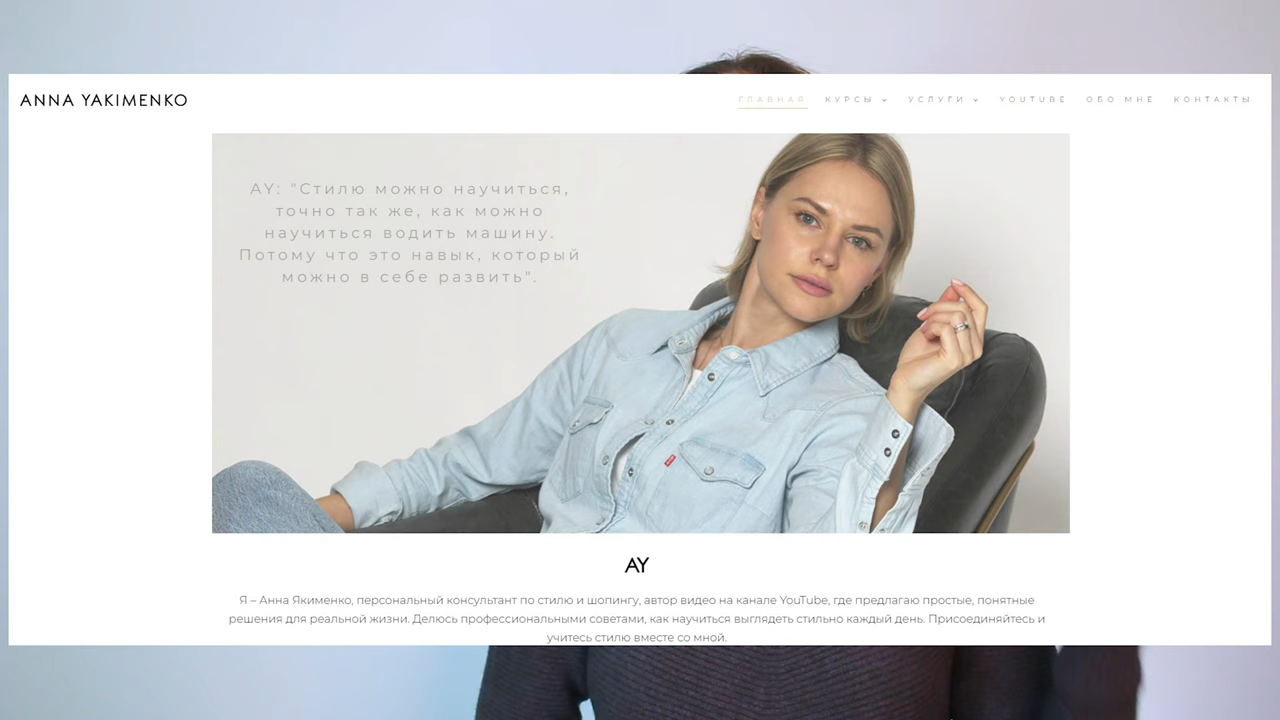 ANNA YAKIMENKO
ГЛАВНАЯ КУРСЫ УСЛУГИ YOUTUBE ОБО МНЕ КОНТАКТЫ
AY: "Стилю можно научиться,
точно так же, как можно
научиться водить машину.
Потому что это навык, который
можно в себе развить".
AY
Я – Анна Якименко, персональный консультант по стилю и шопингу, автор видео на канале YouTube, где предлагаю простые, понятные
решения для реальной жизни. Делюсь профессиональными советами, как научиться выглядеть стильно каждый день. Присоединяйтесь и
учитесь стилю вместе со мной.